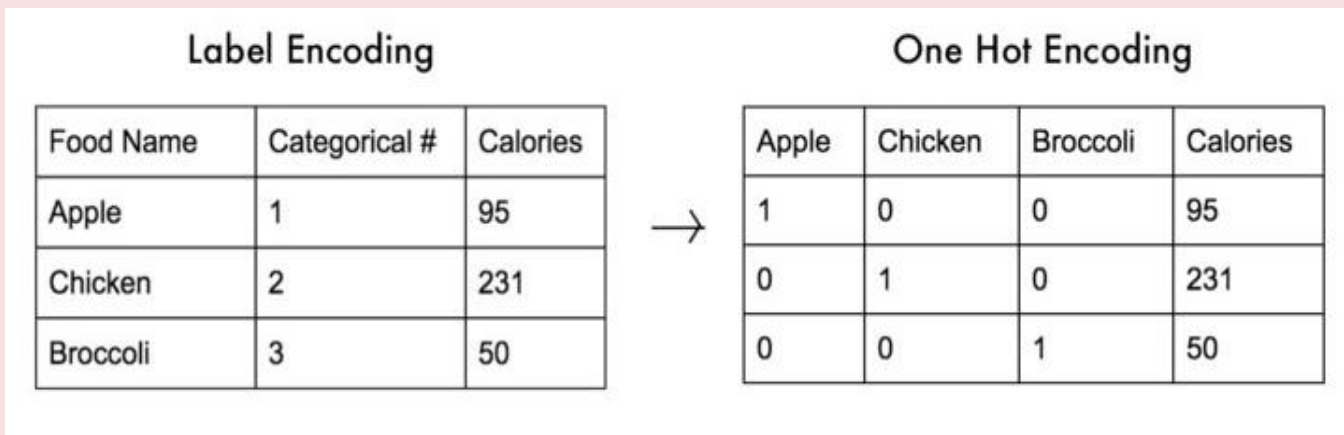 Label Encoding
Food Name Categorical # Calories
Apple 1 95
Chicken 2 231
Broccoli 3 50
→
One Hot Encoding
Apple Chicken Broccoli Calories
1 0 0 95
0 1 0 231
0 0 1 50